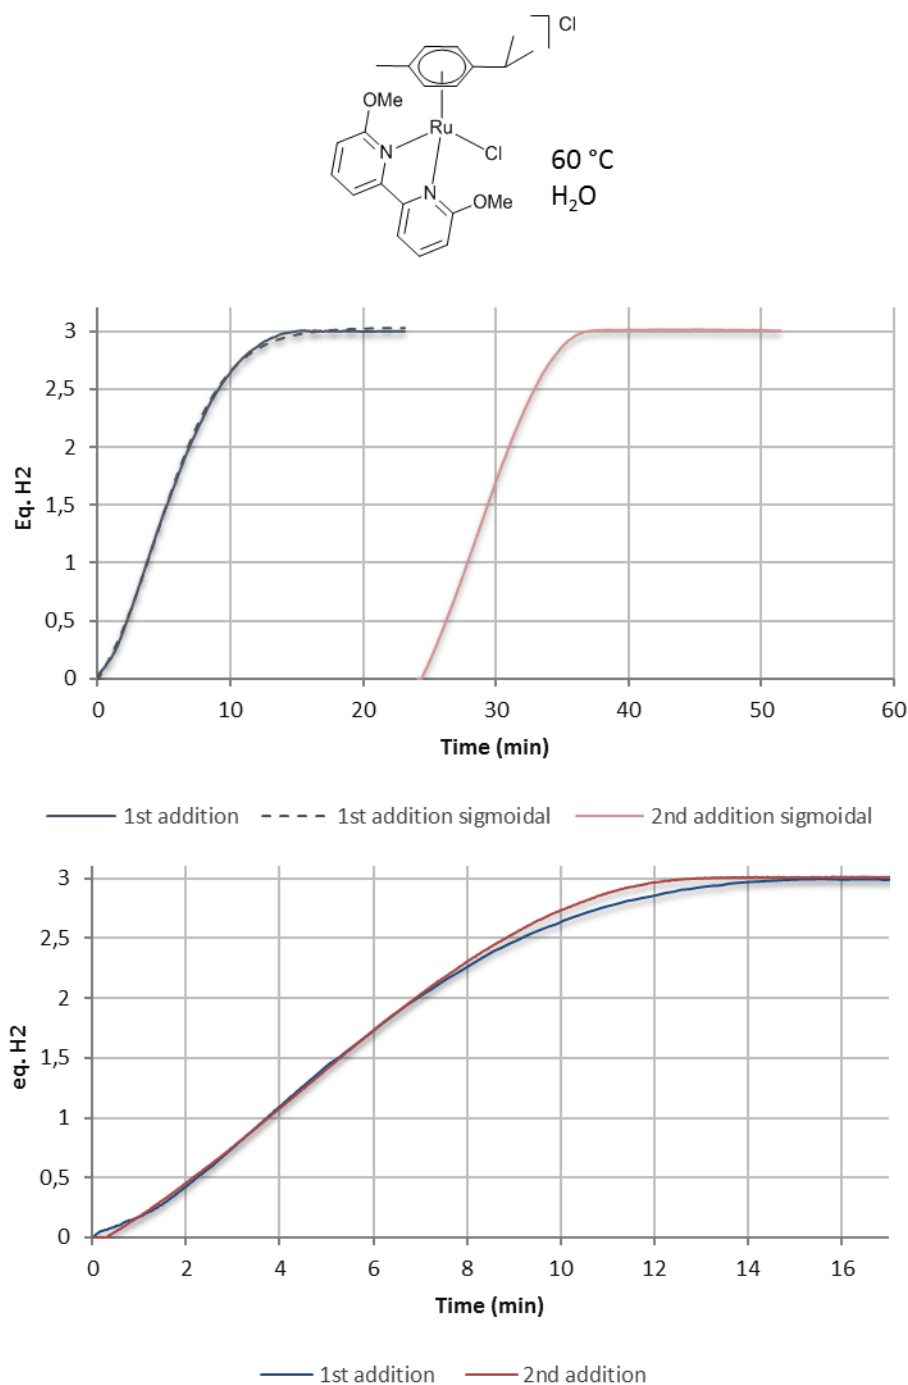 Cl
OMe
Ru
N
Cl
60 °C
N
OMe
H₂O
3
2,5
2
1,5
1
0,5
0
Eq. H2
0 10 20 30 40 50 60
Time (min)
1st addition 1st addition sigmoidal 2nd addition sigmoidal
3
2,5
2
1,5
1
0,5
0
eq. H2
0 2 4 6 8 10 12 14 16
Time (min)
1st addition 2nd addition